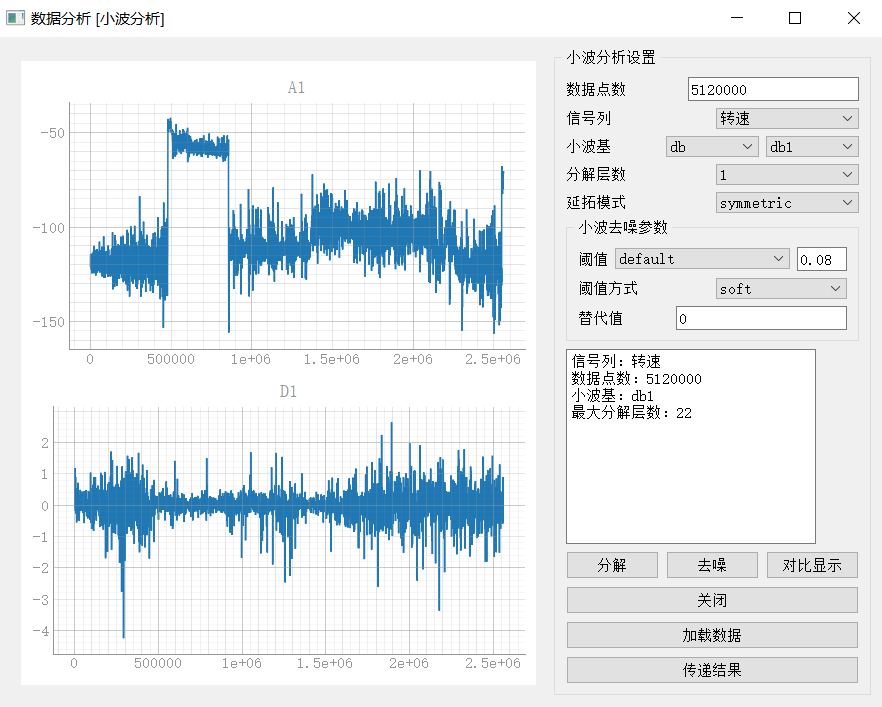 数据分析 [小波分析]
A1
-50
-100
-150
0 500000 1e+06 1.5e+06 2e+06 2.5e+06
D1
2
1
0
-1
-2
-3
-4
0 500000 1e+06 1.5e+06 2e+06 2.5e+06
小波分析设置
数据点数 5120000
信号列 转速
小波基 db db1
分解层数 1
延拓模式 symmetric
小波去噪参数
阈值 default 0.08
阈值方式 soft
替代值 0
信号列: 转速
数据点数: 5120000
小波基: db1
最大分解层数: 22
分解 去噪 对比显示
关闭
加载数据
传递结果